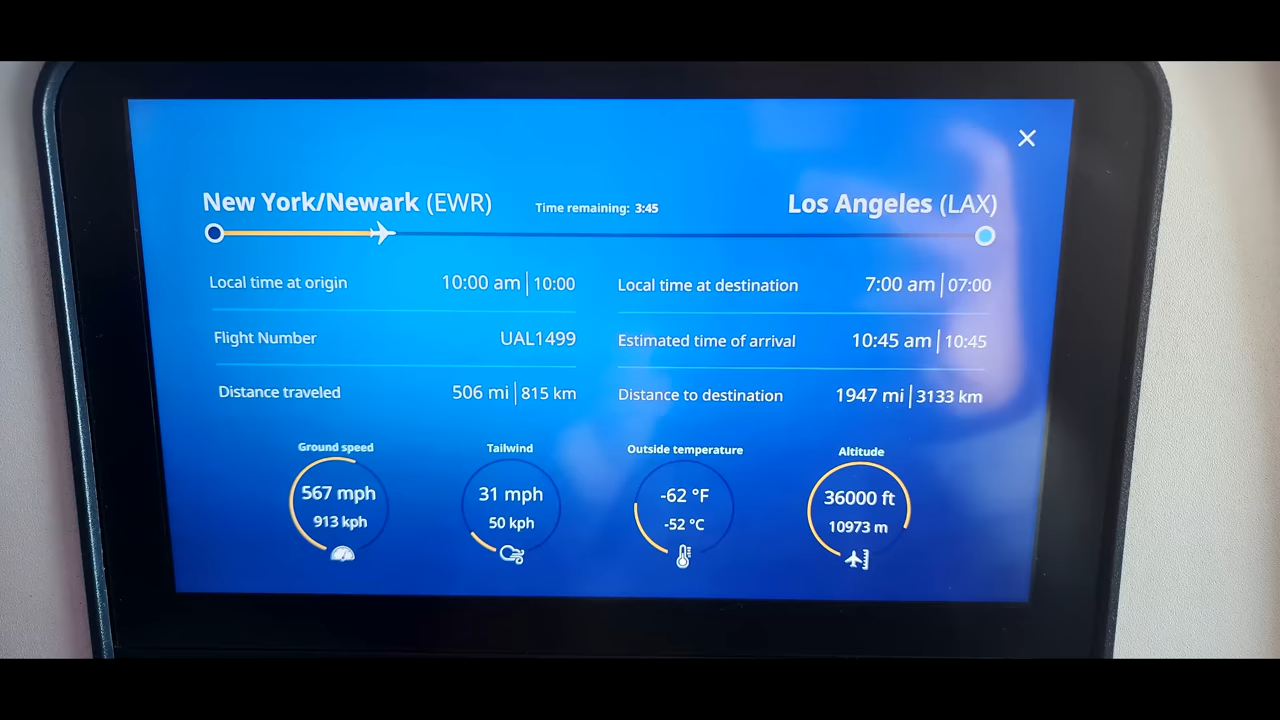 New York/Newark (EWR) Time remaining: 3:45 Los Angeles (LAX)
Local time at origin 10:00 am | 10:00 Local time at destination 7:00 am | 07:00
Flight Number UAL1499 Estimated time of arrival 10:45 am | 10:45
Distance traveled 506 mi | 815 km Distance to destination 1947 mi | 3133 km
Ground speed Tailwind Outside temperature Altitude
567 mph 31 mph -62 °F 36000 ft
913 kph 50 kph -52 °C 10973 m